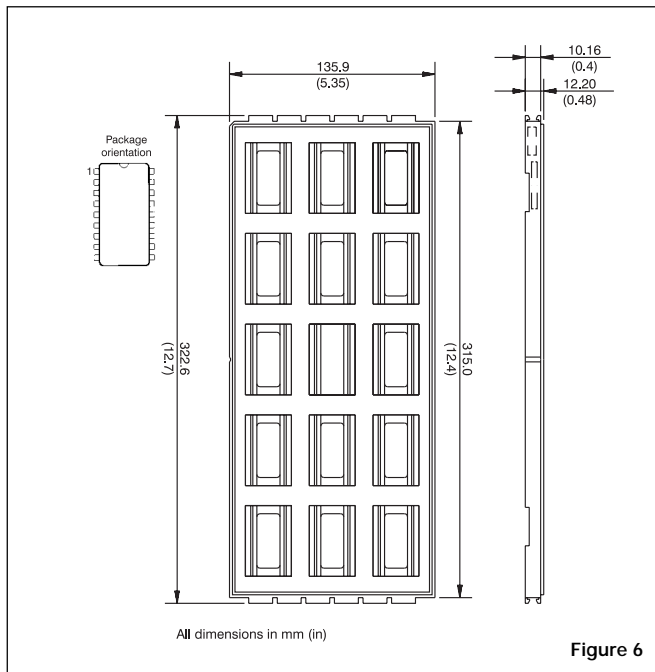 135.9
(5.35)
10.16
(0.4)
12.20
(0.48)
Package
orientation
1
322.6
(12.7)
315.0
(12.4)
All dimensions in mm (in)
Figure 6